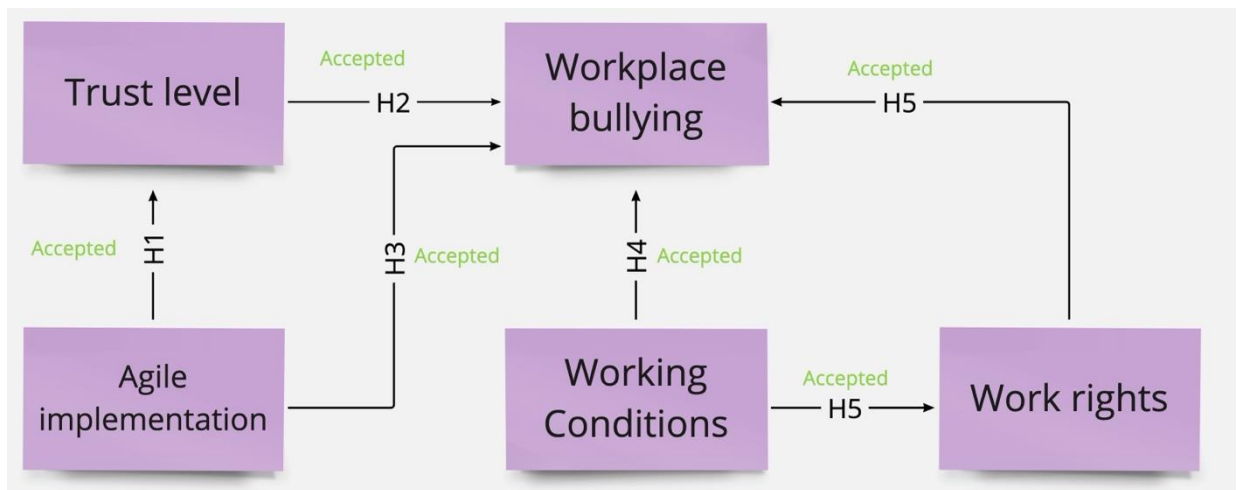 Trust level
Accepted
H2
Workplace
bullying
Accepted
H5
Accepted
H1
H3
Accepted
H4
Accepted
Agile
implementation
Working
Conditions
Accepted
H5
Work rights